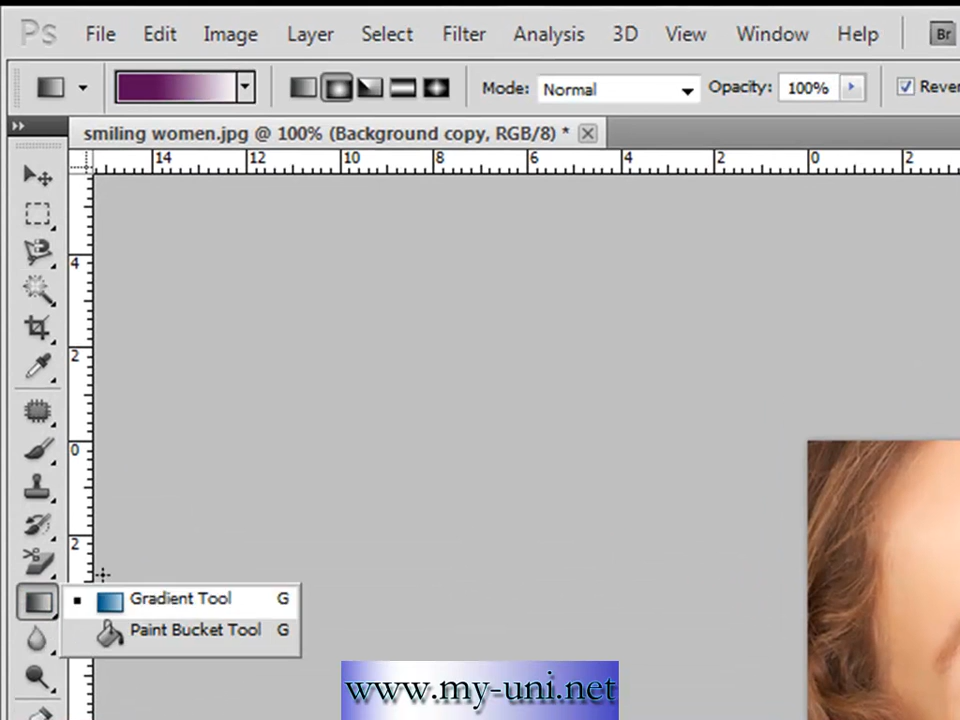 Ps File Edit Image Layer Select Filter Analysis 3D View Window Help Br
Mode: Normal Opacity: 100% Rever
smiling women.jpg @ 100% (Background copy, RGB/8) *
14 12 10 8 6 4 2 0 2
4
2
0
2
Gradient Tool G
Paint Bucket Tool G
www.my-uni.net